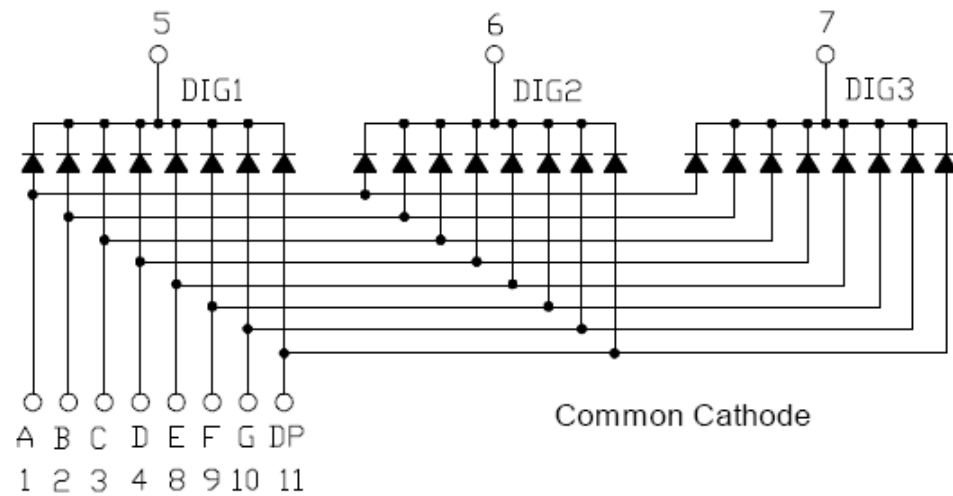 5 6 7
DIG1 DIG2 DIG3
Common Cathode
A B C D E F G DP
1 2 3 4 8 9 10 11